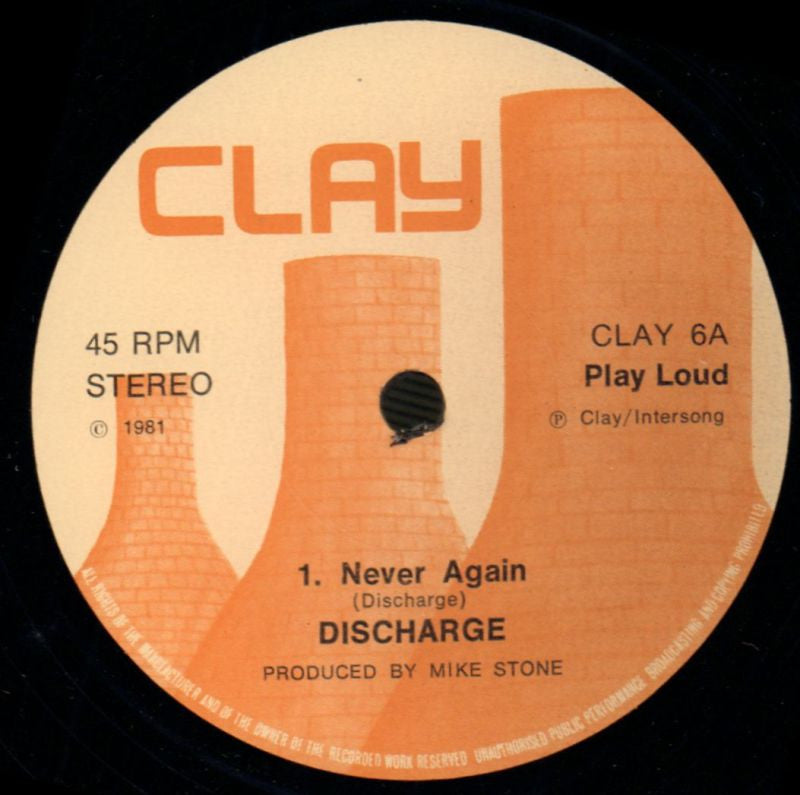 CLAY
45 RPM
STEREO
© 1981
CLAY 6A
Play Loud
℗ Clay/Intersong
1. Never Again
(Discharge)
DISCHARGE
PRODUCED BY MIKE STONE
ALL RIGHTS OF THE MANUFACTURER AND OF THE OWNER OF THE RECORDED WORK RESERVED UNAUTHORISED PUBLIC PERFORMANCE BROADCASTING AND COPYING PROHIBITED